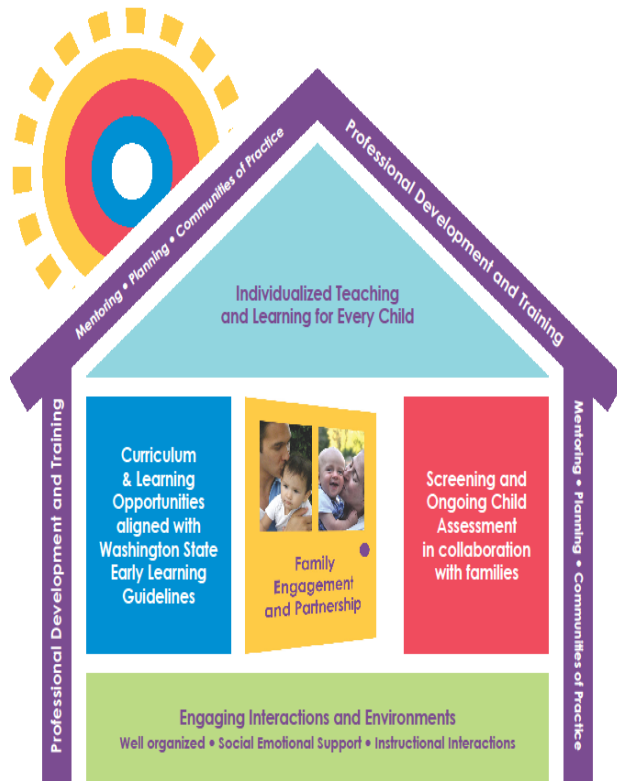 Mentoring • Planning • Communities of Practice
Professional Development and Training
Individualized Teaching
and Learning for Every Child
Professional Development and Training
Curriculum
& Learning
Opportunities
aligned with
Washington State
Early Learning
Guidelines
Family
Engagement
and Partnership
Screening and
Ongoing Child
Assessment
in collaboration
with families
Mentoring • Planning • Communities of Practice
Engaging Interactions and Environments
Well organized • Social Emotional Support • Instructional Interactions